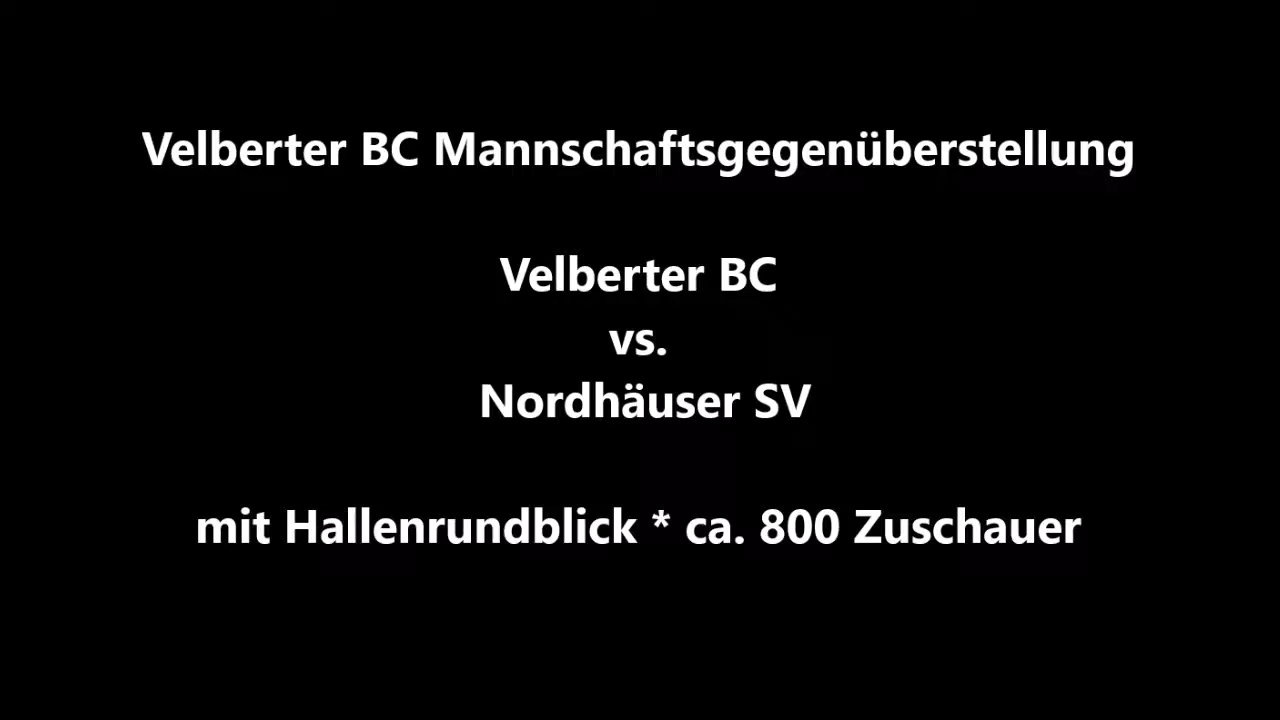 Velberter BC Mannschaftsgegenüberstellung
Velberter BC
vs.
Nordhäuser SV
mit Hallenrundblick * ca. 800 Zuschauer